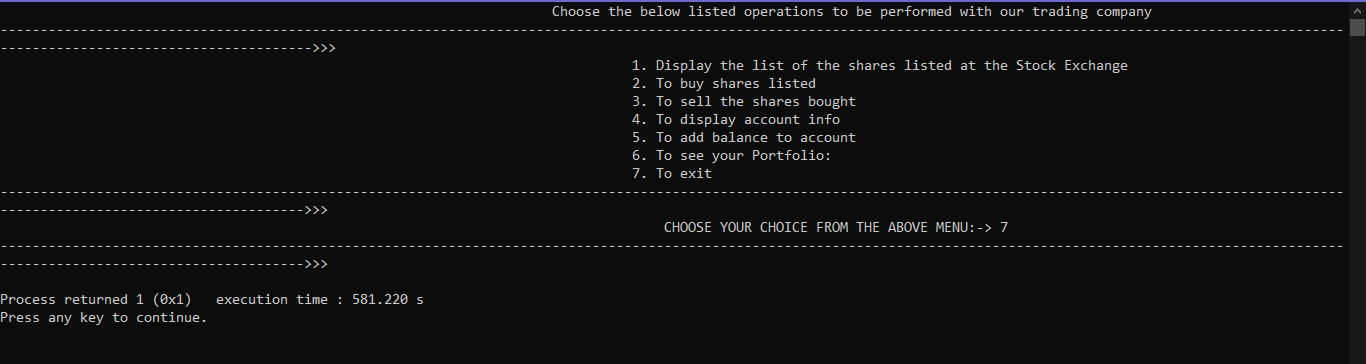 Choose the below listed operations to be performed with our trading company
------------------------------------------------------------------------------------------------------------------------------------------------------------------------
--------------------------------------->>>
1. Display the list of the shares listed at the Stock Exchange
2. To buy shares listed
3. To sell the shares bought
4. To display account info
5. To add balance to account
6. To see your Portfolio:
7. To exit
------------------------------------------------------------------------------------------------------------------------------------------------------------------------
-------------------------------------->>>
CHOOSE YOUR CHOICE FROM THE ABOVE MENU:-> 7
------------------------------------------------------------------------------------------------------------------------------------------------------------------------
-------------------------------------->>>
Process returned 1 (0x1)   execution time : 581.220 s
Press any key to continue.